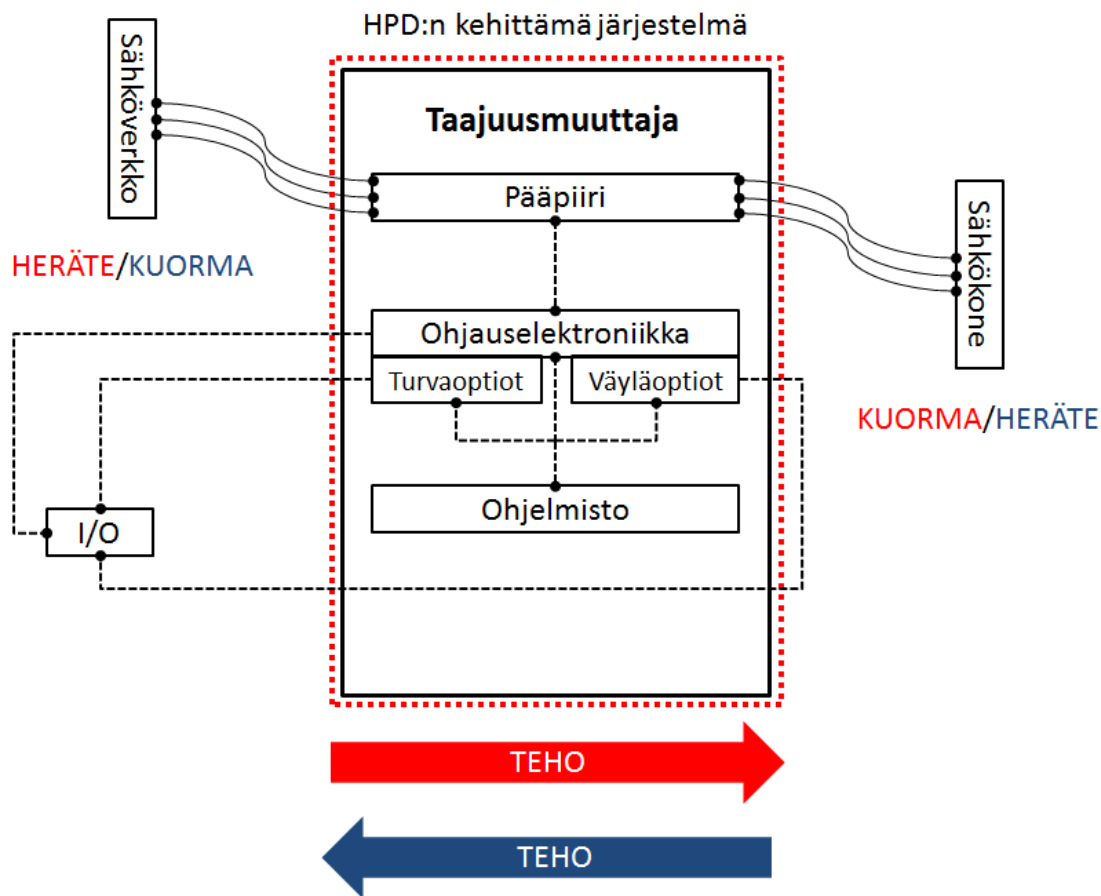 HPD:n kehittämä järjestelmä
Sähköverkko
Taajuusmuuttaja
Pääpiiri
Sähkökone
HERÄTE/KUORMA
Ohjauselektroniikka
Turvaoptiot
Väyläoptiot
KUORMA/HERÄTE
Ohjelmisto
I/O
TEHO
TEHO